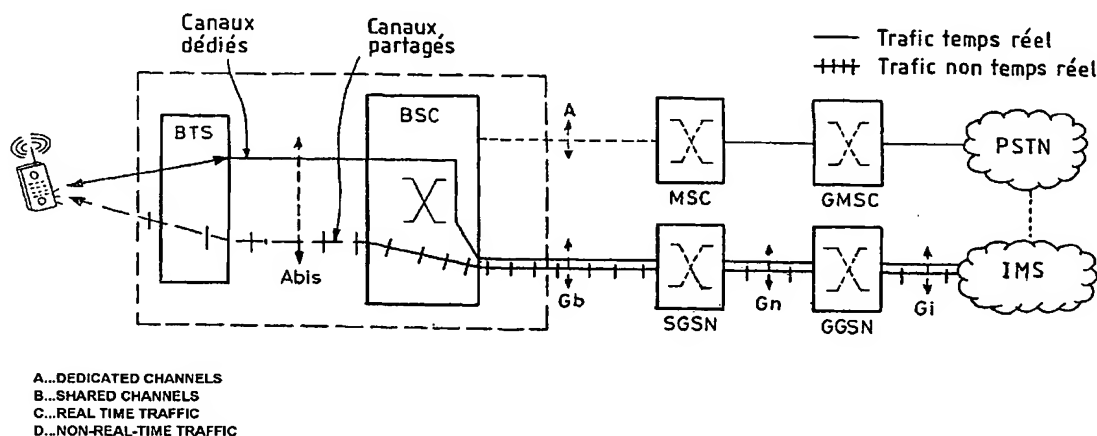 Canaux
dédiés
Canaux,
partagés
Trafic temps réel
Trafic non temps réel
BTS
BSC
A
PSTN
MSC
GMSC
Abis
Gb
Gn
Gi
IMS
SGSN
GGSN
A...DEDICATED CHANNELS
B...SHARED CHANNELS
C...REAL TIME TRAFFIC
D...NON-REAL-TIME TRAFFIC